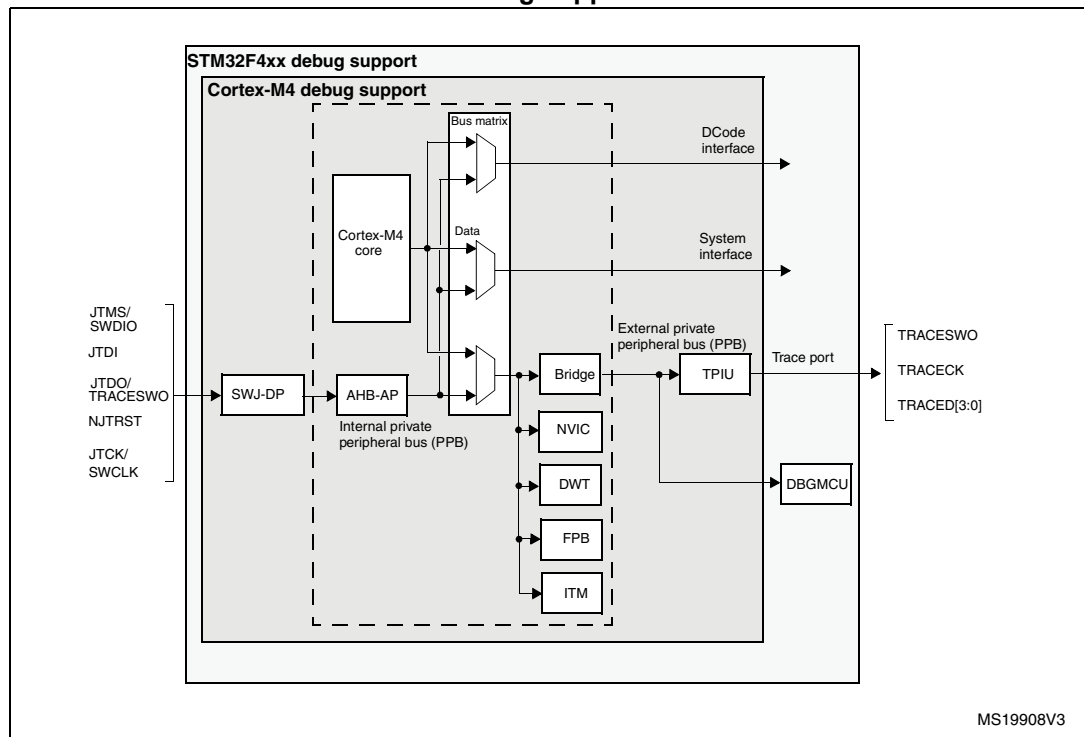 STM32F4xx debug support
Cortex-M4 debug support
Bus matrix
DCode
interface
Cortex-M4
core
Data
System
interface
JTMS/
SWDIO
JTDI
JTDO/
TRACESWO
NJTRST
JTCK/
SWCLK
SWJ-DP
AHB-AP
Internal private
peripheral bus (PPB)
External private
peripheral bus (PPB)
Bridge
NVIC
DWT
FPB
ITM
TPIU
Trace port
TRACESWO
TRACECK
TRACED[3:0]
DBGMCU
MS19908V3